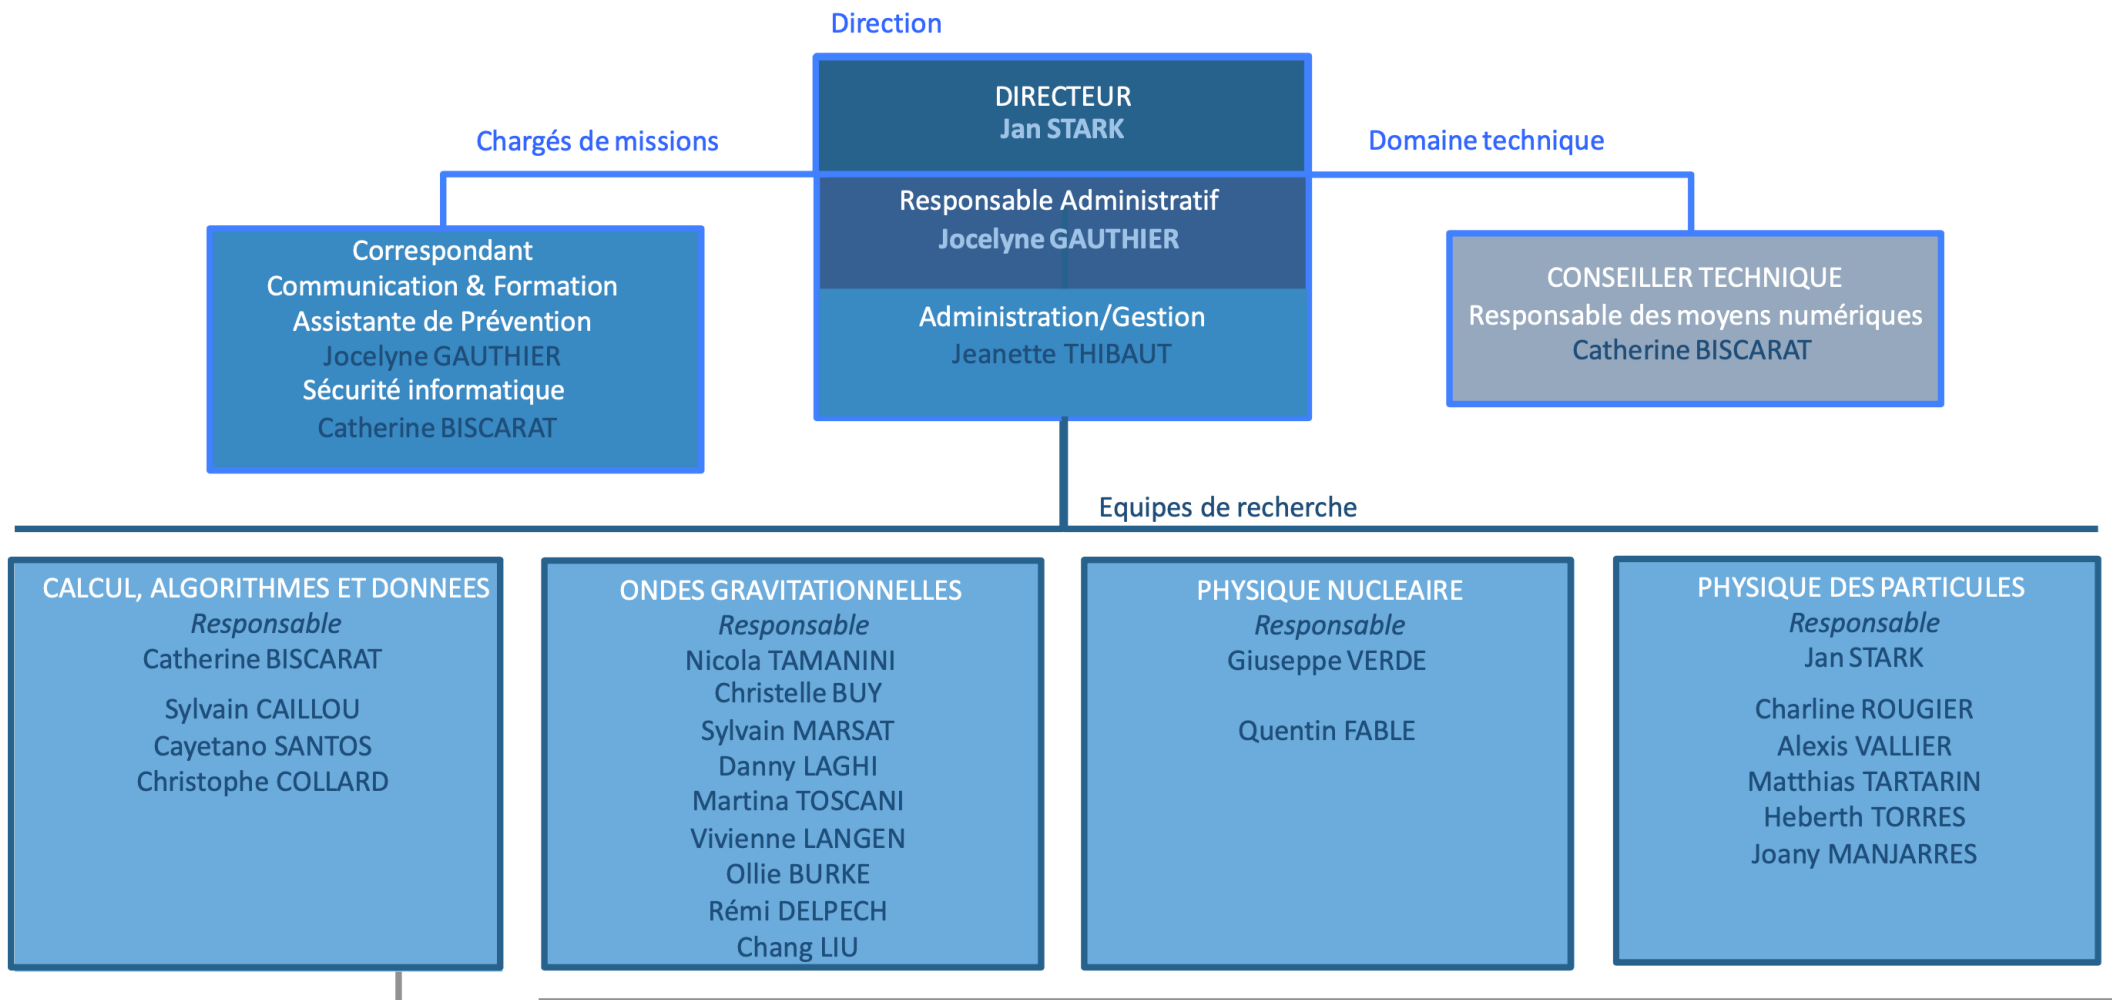 Direction
DIRECTEUR
Jan STARK
Chargés de missions
Domaine technique
Responsable Administratif
Jocelyne GAUTHIER
Administration/Gestion
Jeanette THIBAUT
Correspondant
Communication & Formation
Assistante de Prévention
Jocelyne GAUTHIER
Sécurité informatique
Catherine BISCARAT
CONSEILLER TECHNIQUE
Responsable des moyens numériques
Catherine BISCARAT
Equipes de recherche
CALCUL, ALGORITHMES ET DONNEES
Responsable
Catherine BISCARAT
Sylvain CAILLOU
Cayetano SANTOS
Christophe COLLARD
ONDES GRAVITATIONNELLES
Responsable
Nicola TAMANINI
Christelle BUY
Sylvain MARSAT
Danny LAGHI
Martina TOSCANI
Vivienne LANGEN
Ollie BURKE
Rémi DELPECH
Chang LIU
PHYSIQUE NUCLEAIRE
Responsable
Giuseppe VERDE
Quentin FABLE
PHYSIQUE DES PARTICULES
Responsable
Jan STARK
Charline ROUGIER
Alexis VALLIER
Matthias TARTARIN
Heberth TORRES
Joany MANJARRES